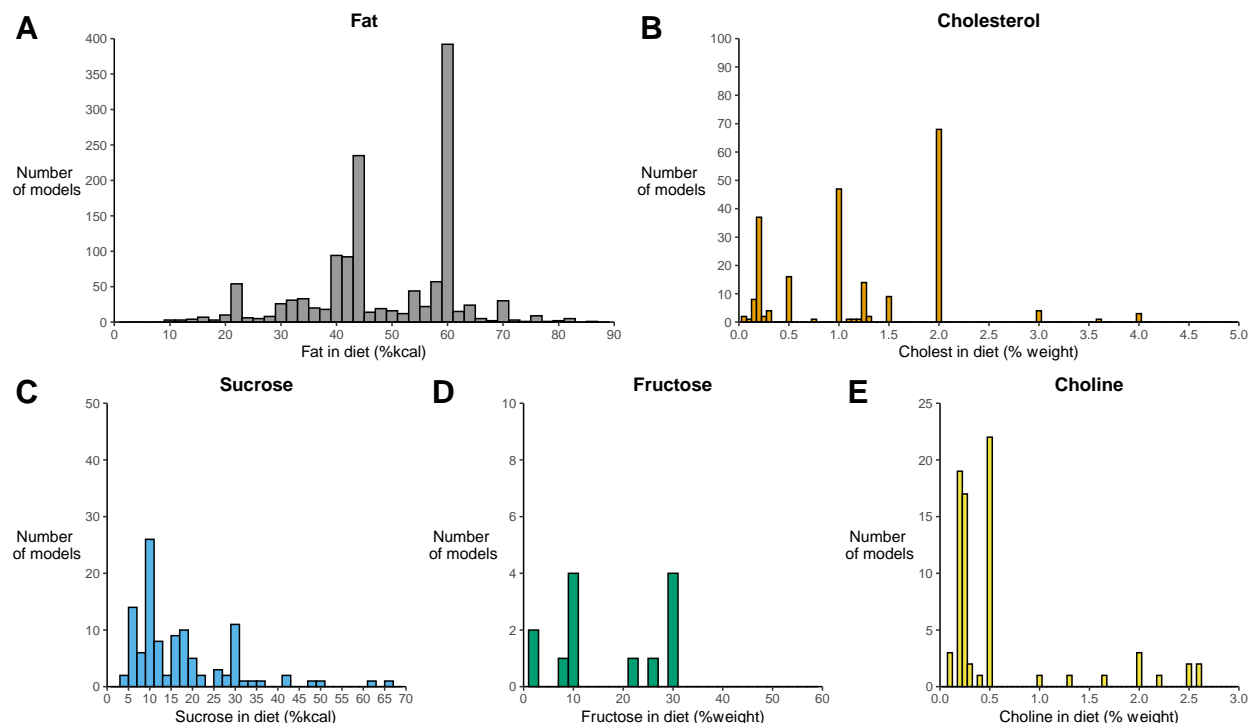 A
Fat
400
350
300
250
200
150
100
50
0
Number
of models
0 10 20 30 40 50 60 70 80 90
Fat in diet (%kcal)
B
Cholesterol
100
90
80
70
60
50
40
30
20
10
0
Number
of models
0.0 0.5 1.0 1.5 2.0 2.5 3.0 3.5 4.0 4.5 5.0
Cholest in diet (% weight)
C
Sucrose
50
40
30
20
10
0
Number
of models
0 5 10 15 20 25 30 35 40 45 50 55 60 65 70
Sucrose in diet (%kcal)
D
Fructose
10
8
6
4
2
0
Number
of models
0 10 20 30 40 50 60
Fructose in diet (%weight)
E
Choline
25
20
15
10
5
0
Number
of models
0.0 0.5 1.0 1.5 2.0 2.5 3.0
Choline in diet (% weight)